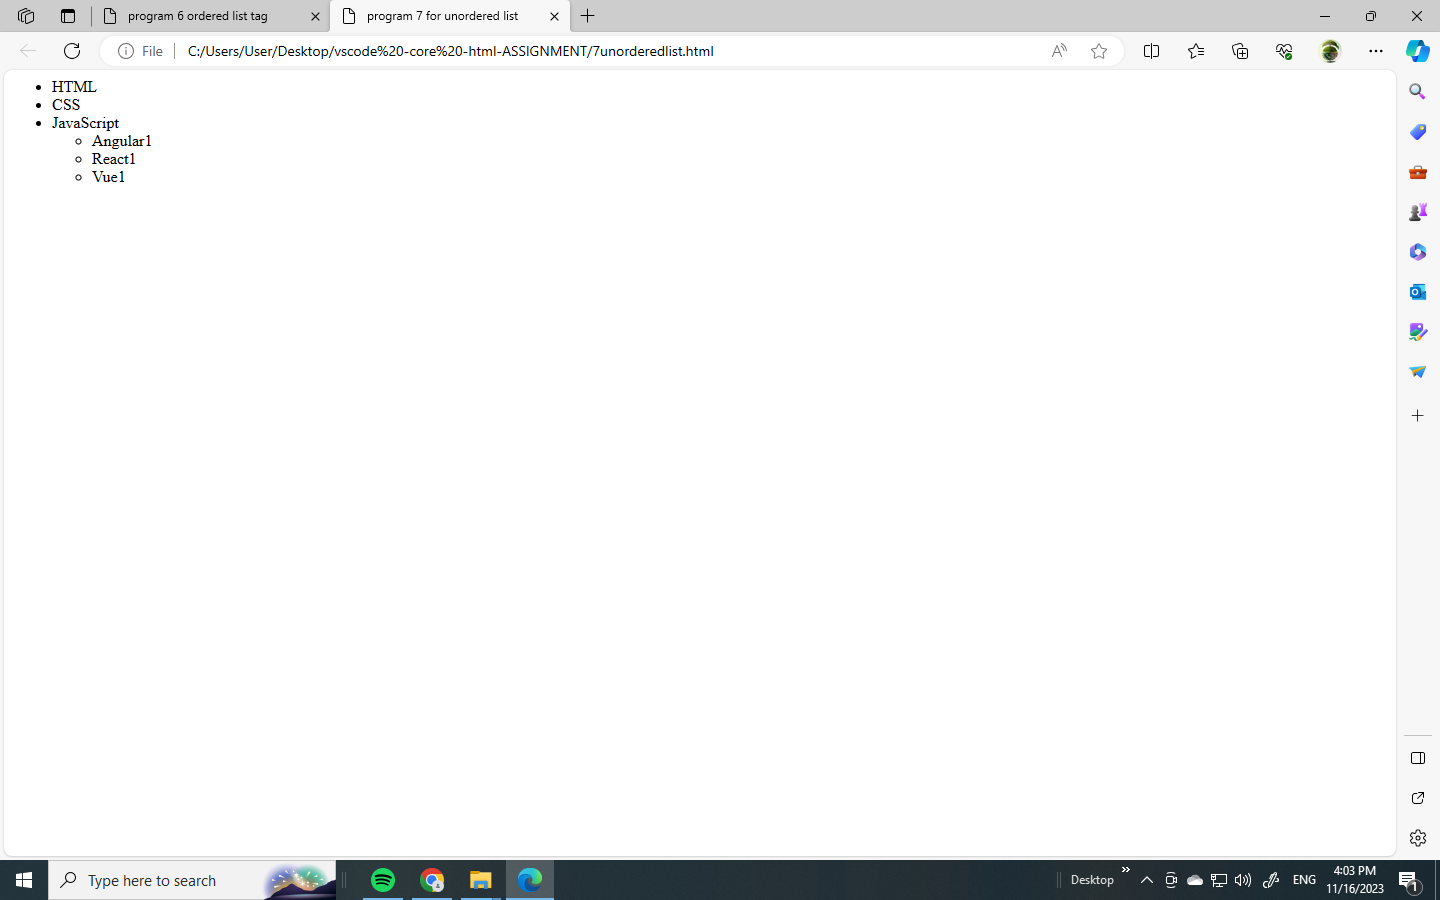 program 6 ordered list tag
program 7 for unordered list
File
C:/Users/User/Desktop/vscode%20-core%20-html-ASSIGNMENT/7unorderedlist.html
HTML
CSS
JavaScript
Angular1
React1
Vue1
Type here to search
Desktop
ENG
4:03 PM
11/16/2023
1